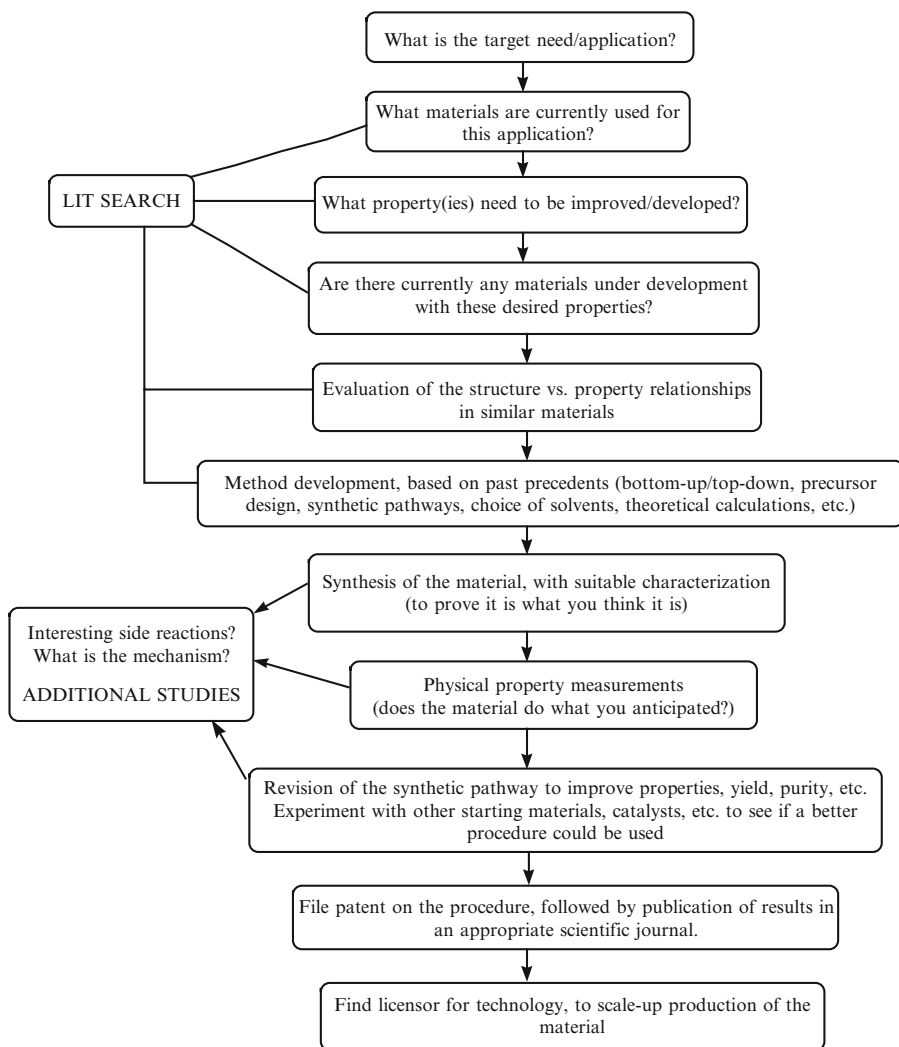 What is the target need/application?
What materials are currently used for
this application?
LIT SEARCH
What property(ies) need to be improved/developed?
Are there currently any materials under development
with these desired properties?
Evaluation of the structure vs. property relationships
in similar materials
Method development, based on past precedents (bottom-up/top-down, precursor
design, synthetic pathways, choice of solvents, theoretical calculations, etc.)
Synthesis of the material, with suitable characterization
(to prove it is what you think it is)
Interesting side reactions?
What is the mechanism?
ADDITIONAL STUDIES
Physical property measurements
(does the material do what you anticipated?)
Revision of the synthetic pathway to improve properties, yield, purity, etc.
Experiment with other starting materials, catalysts, etc. to see if a better
procedure could be used
File patent on the procedure, followed by publication of results in
an appropriate scientific journal.
Find licensor for technology, to scale-up production of the
material